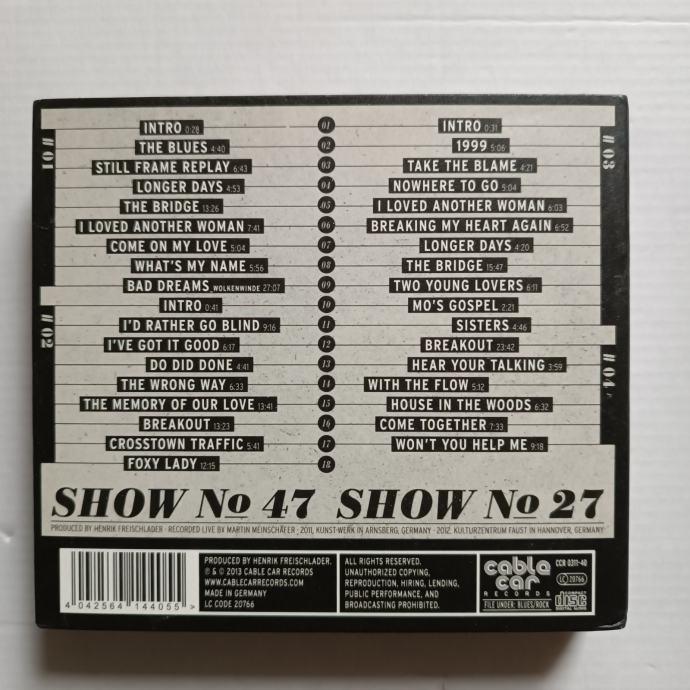 #01
INTRO 0:28
THE BLUES 4:40
STILL FRAME REPLAY 6:43
LONGER DAYS 4:53
THE BRIDGE 13:26
I LOVED ANOTHER WOMAN 7:41
COME ON MY LOVE 5:04
WHAT'S MY NAME 5:56
BAD DREAMS_WOLKENWINDE 27:07
#02
INTRO 0:41
I'D RATHER GO BLIND 9:16
I'VE GOT IT GOOD 6:17
DO DID DONE 4:41
THE WRONG WAY 6:33
THE MEMORY OF OUR LOVE 13:41
BREAKOUT 13:23
CROSSTOWN TRAFFIC 5:41
FOXY LADY 12:15
01
02
03
04
05
06
07
08
09
10
11
12
13
14
15
16
17
18
#03
INTRO 0:31
1999 5:06
TAKE THE BLAME 4:21
NOWHERE TO GO 5:04
I LOVED ANOTHER WOMAN 6:03
BREAKING MY HEART AGAIN 6:52
LONGER DAYS 4:20
THE BRIDGE 15:47
TWO YOUNG LOVERS 6:11
MO'S GOSPEL 2:21
SISTERS 4:46
#04
BREAKOUT 23:42
HEAR YOUR TALKING 3:59
WITH THE FLOW 5:12
HOUSE IN THE WOODS 6:32
COME TOGETHER 7:33
WON'T YOU HELP ME 9:18
SHOW No 47 SHOW No 27
PRODUCED BY HENRIK FREISCHLADER · RECORDED LIVE BY MARTIN MEINSCHÄFER · 2011, KUNST-WERK IN ARNSBERG, GERMANY · 2012, KULTURZENTRUM FAUST IN HANNOVER, GERMANY
4 042564 144055 >
PRODUCED BY HENRIK FREISCHLADER.
℗ & © 2013 CABLE CAR RECORDS
WWW.CABLECARRECORDS.COM
MADE IN GERMANY
LC CODE 20766
ALL RIGHTS RESERVED.
UNAUTHORIZED COPYING,
REPRODUCTION, HIRING, LENDING,
PUBLIC PERFORMANCE, AND
BROADCASTING PROHIBITED.
cable
car
RECORDS
FILE UNDER: BLUES/ROCK
CCR 0311-40
LC 20766
COMPACT
disc
DIGITAL AUDIO